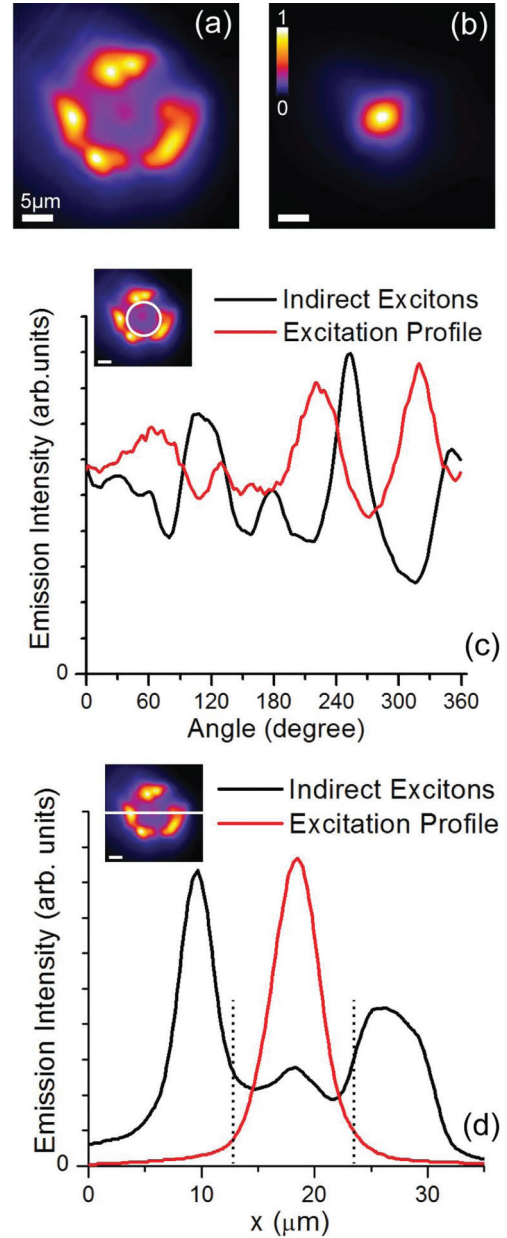 (a)
5μm
(b)
1
0
Indirect Excitons
Excitation Profile
Emission Intensity (arb.units)
0
0 60 120 180 240 300 360
Angle (degree)
(c)
Indirect Excitons
Excitation Profile
Emission Intensity (arb. units)
0
0 10 20 30
x (μm)
(d)